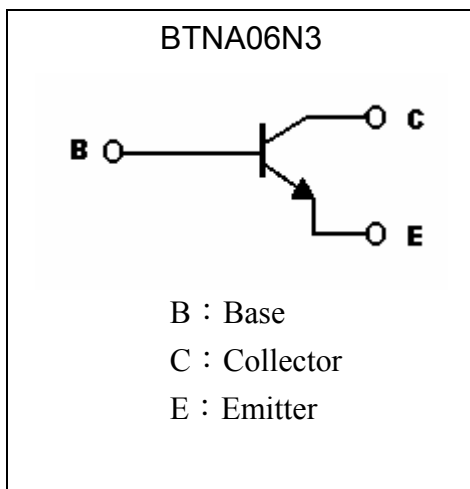 BTNA06N3
C
B
E
B：Base
C：Collector
E：Emitter